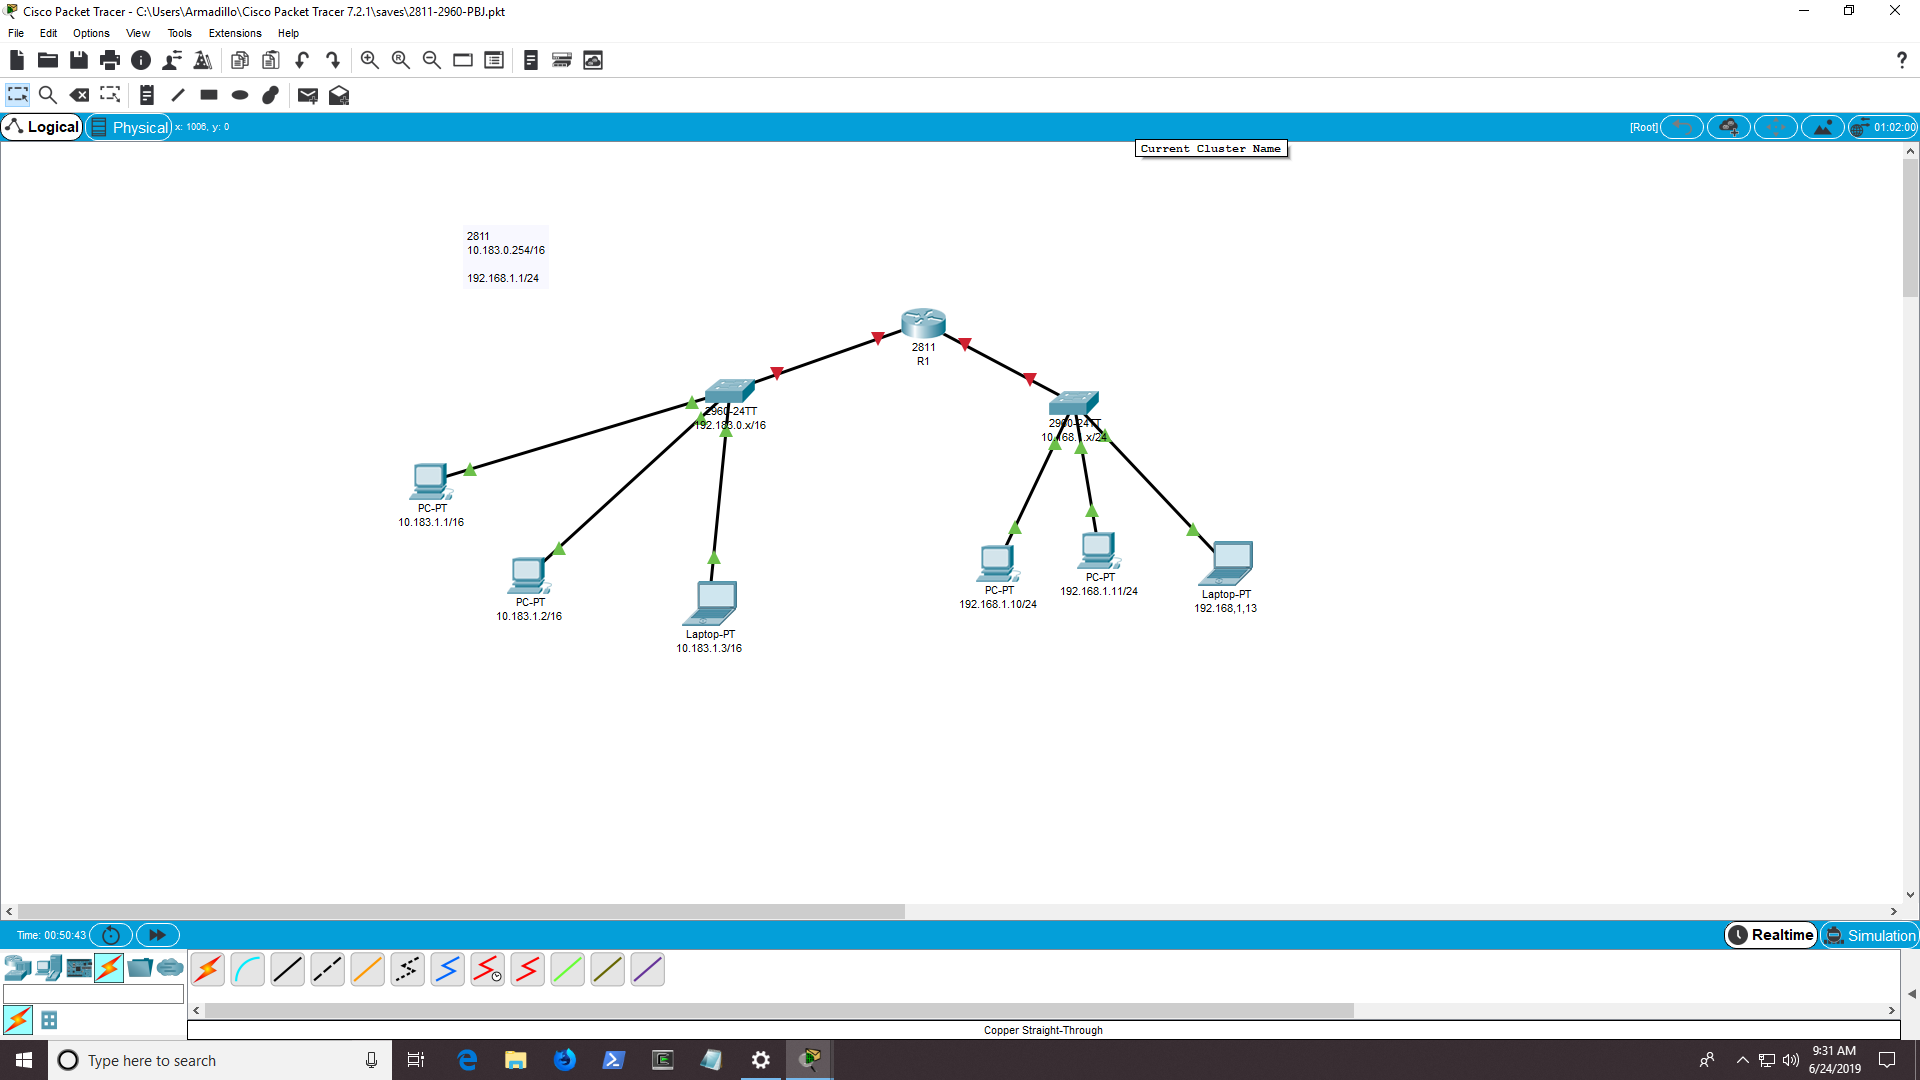 Cisco Packet Tracer - C:\Users\Armadillo\Cisco Packet Tracer 7.2.1\saves\2811-2960-PBJ.pkt
File Edit Options View Tools Extensions Help
Logical Physical x: 1006, y: 0 [Root] 01:02:00
Current Cluster Name
2811
10.183.0.254/16
192.168.1.1/24
2811
R1
2960-24TT
192.183.0.x/16
2960-24TT
10.168.1.x/24
PC-PT
10.183.1.1/16
PC-PT
10.183.1.2/16
Laptop-PT
10.183.1.3/16
PC-PT
192.168.1.10/24
PC-PT
192.168.1.11/24
Laptop-PT
192.168,1,13
Time: 00:50:43 Realtime Simulation
Copper Straight-Through
Type here to search
9:31 AM
6/24/2019